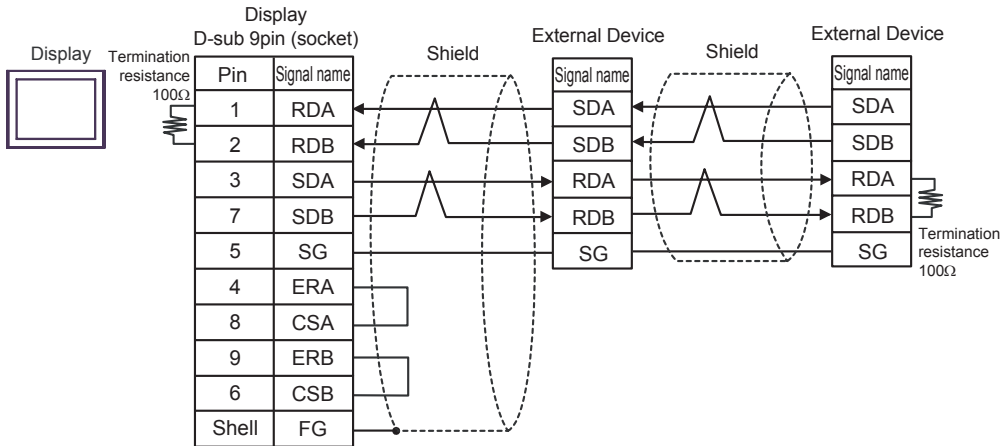 Display
D-sub 9pin (socket)
Display
Termination
resistance
100Ω
Shield
External Device
Shield
External Device
Pin Signal name
1 RDA
2 RDB
3 SDA
7 SDB
5 SG
4 ERA
8 CSA
9 ERB
6 CSB
Shell FG
Signal name
SDA
SDB
RDA
RDB
SG
Signal name
SDA
SDB
RDA
RDB
SG
Termination
resistance
100Ω